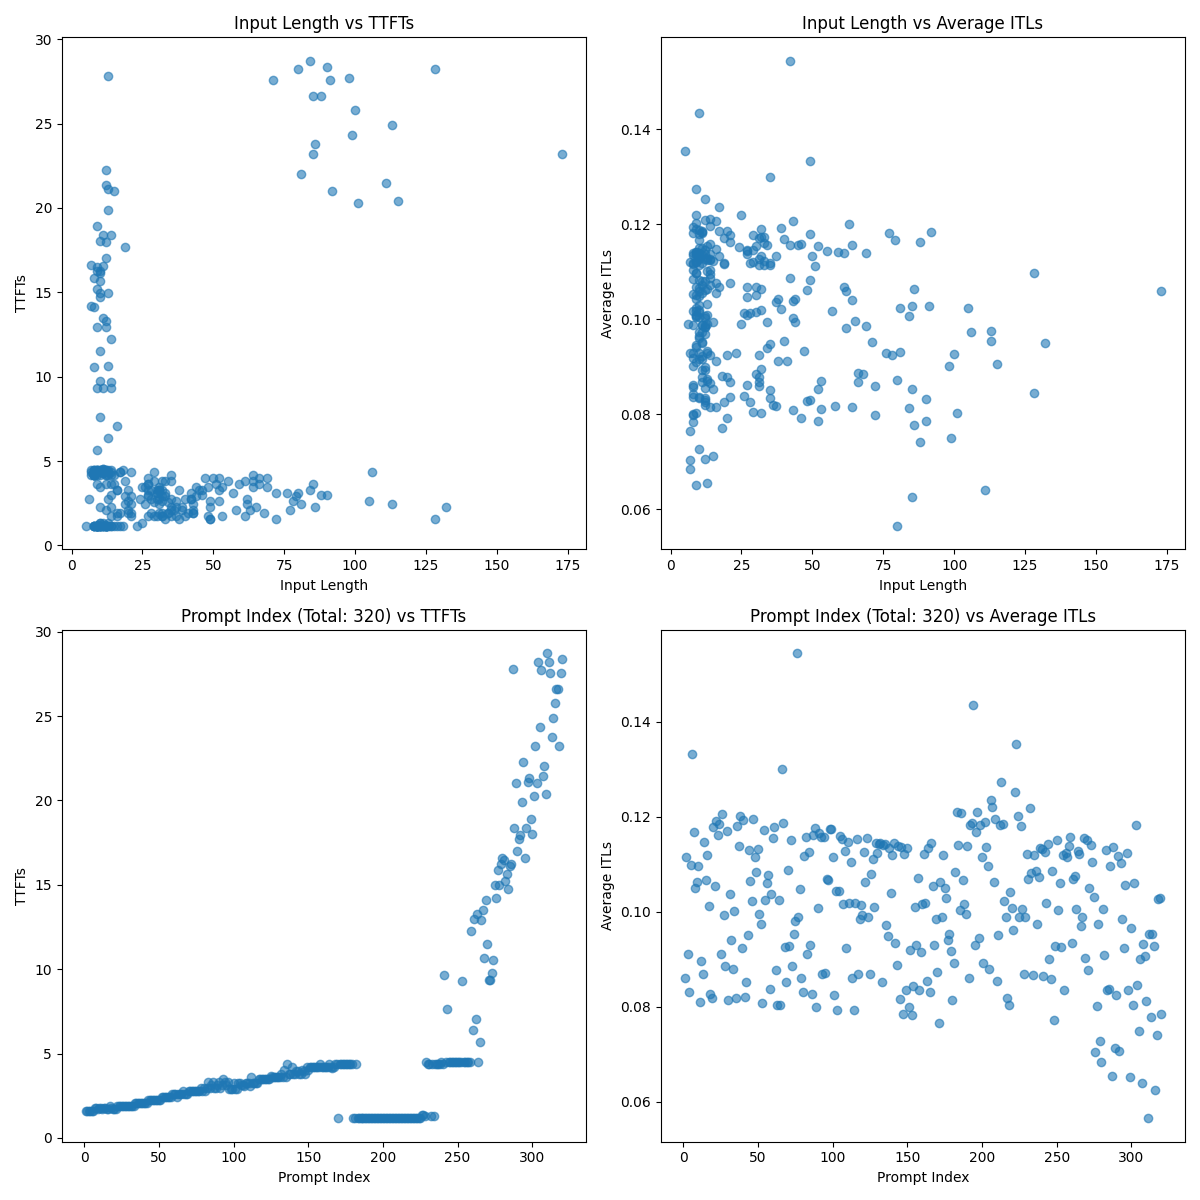 Input Length vs TTFTs
TTFTs
30
25
20
15
10
5
0
0 25 50 75 100 125 150 175
Input Length
Input Length vs Average ITLs
Average ITLs
0.14
0.12
0.10
0.08
0.06
0 25 50 75 100 125 150 175
Input Length
Prompt Index (Total: 320) vs TTFTs
TTFTs
30
25
20
15
10
5
0
0 50 100 150 200 250 300
Prompt Index
Prompt Index (Total: 320) vs Average ITLs
Average ITLs
0.14
0.12
0.10
0.08
0.06
0 50 100 150 200 250 300
Prompt Index